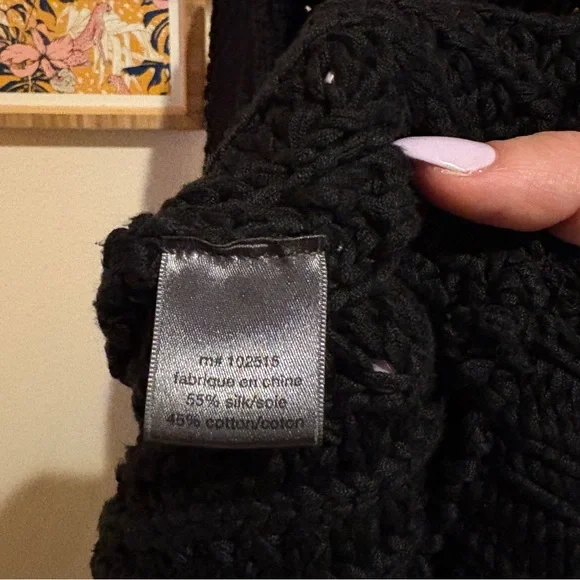 m# 102515
fabrique en chine
55% silk/soie
45% cotton/coton